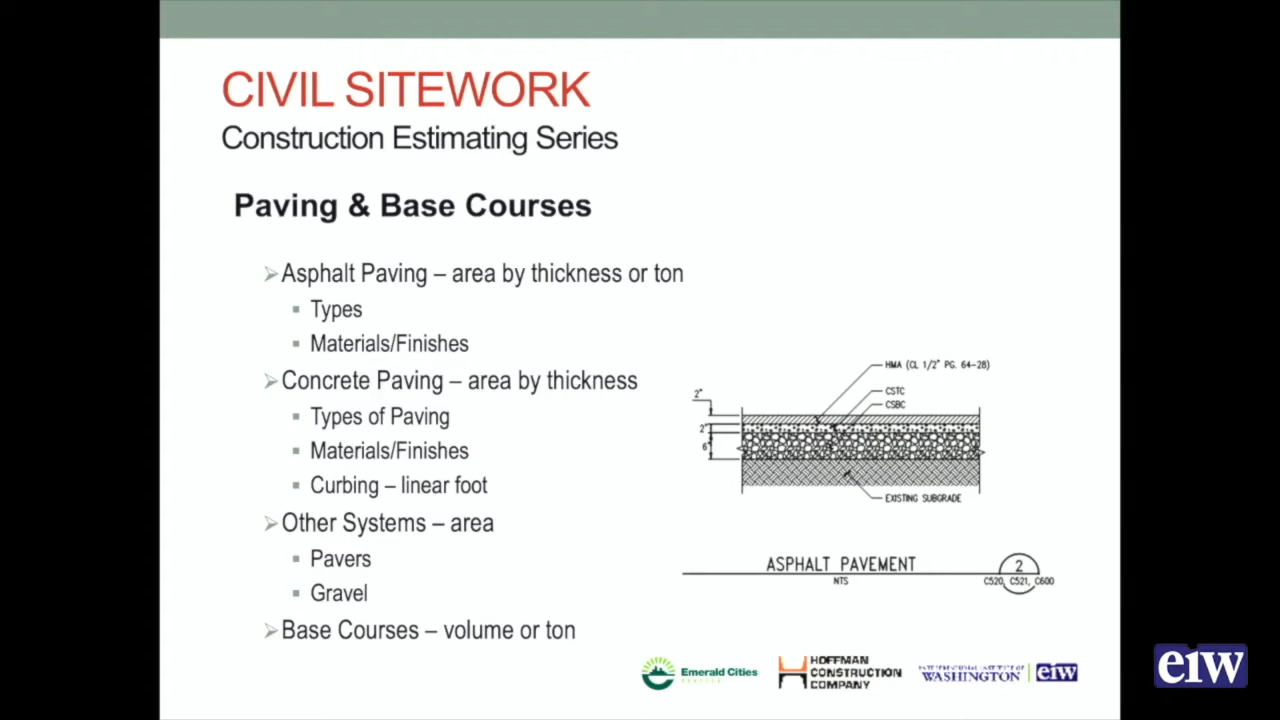 CIVIL SITEWORK
Construction Estimating Series
Paving & Base Courses
Asphalt Paving – area by thickness or ton
Types
Materials/Finishes
Concrete Paving – area by thickness
Types of Paving
Materials/Finishes
Curbing – linear foot
Other Systems – area
Pavers
Gravel
Base Courses – volume or ton
HMA (CL 1/2" PG. 64-28)
CSTC
CSBC
2"
2"
6"
EXISTING SUBGRADE
ASPHALT PAVEMENT
NTS
2
C520, C521, C600
Emerald Cities
HOFFMAN
CONSTRUCTION
COMPANY
WASHINGTON
eiw
eiw